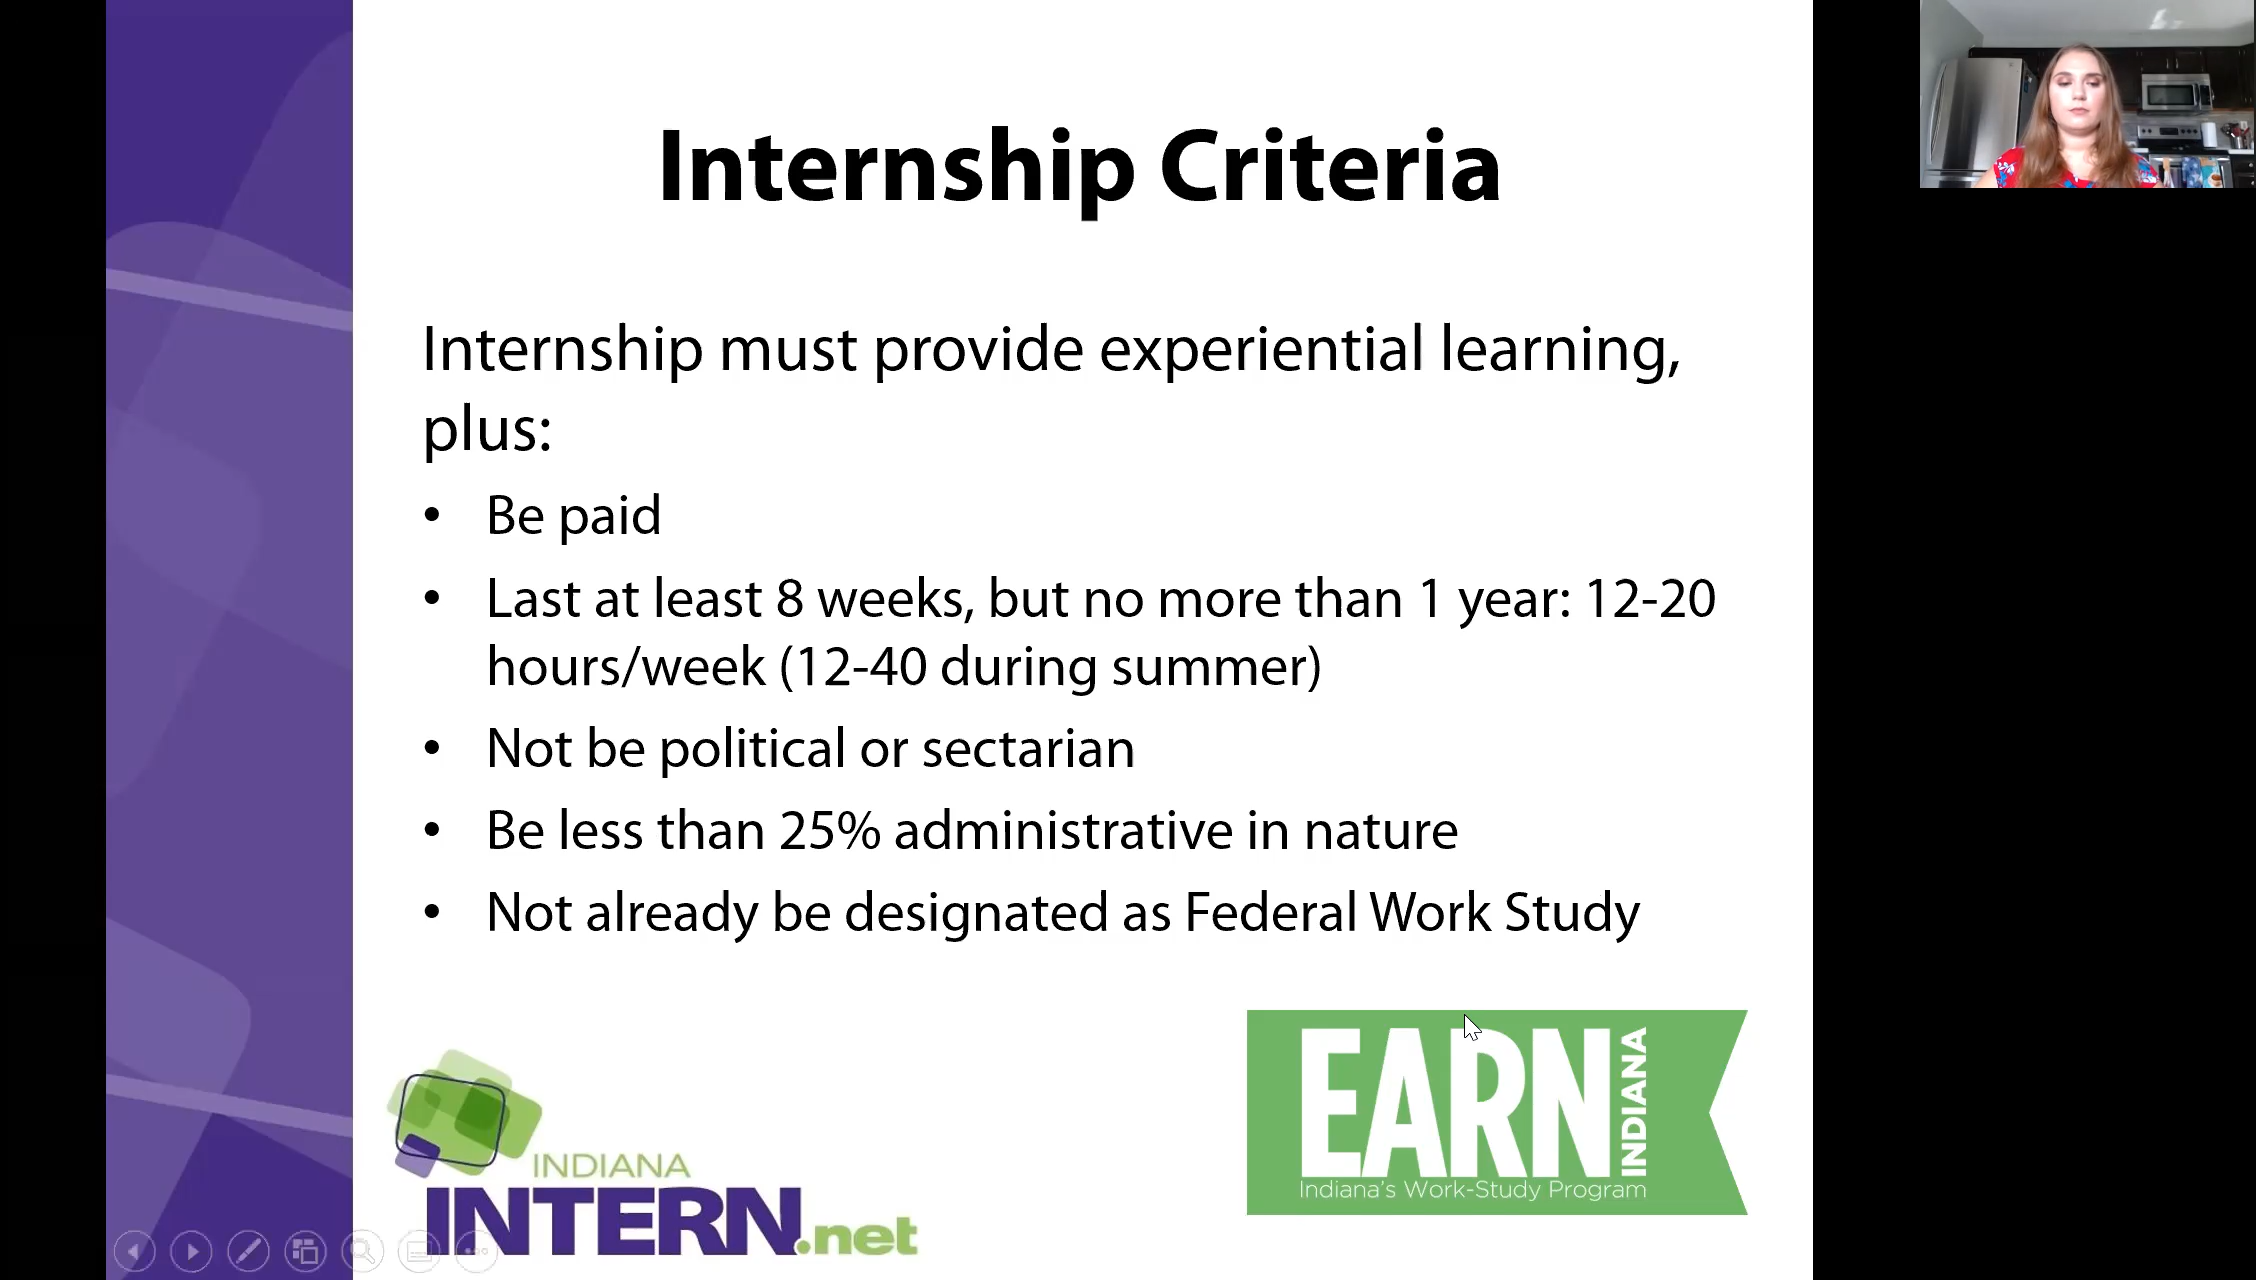 Internship Criteria
Internship must provide experiential learning,
plus:
• Be paid
• Last at least 8 weeks, but no more than 1 year: 12-20
hours/week (12-40 during summer)
• Not be political or sectarian
• Be less than 25% administrative in nature
• Not already be designated as Federal Work Study
INDIANA
INTERN.net
EARN
INDIANA
Indiana's Work-Study Program